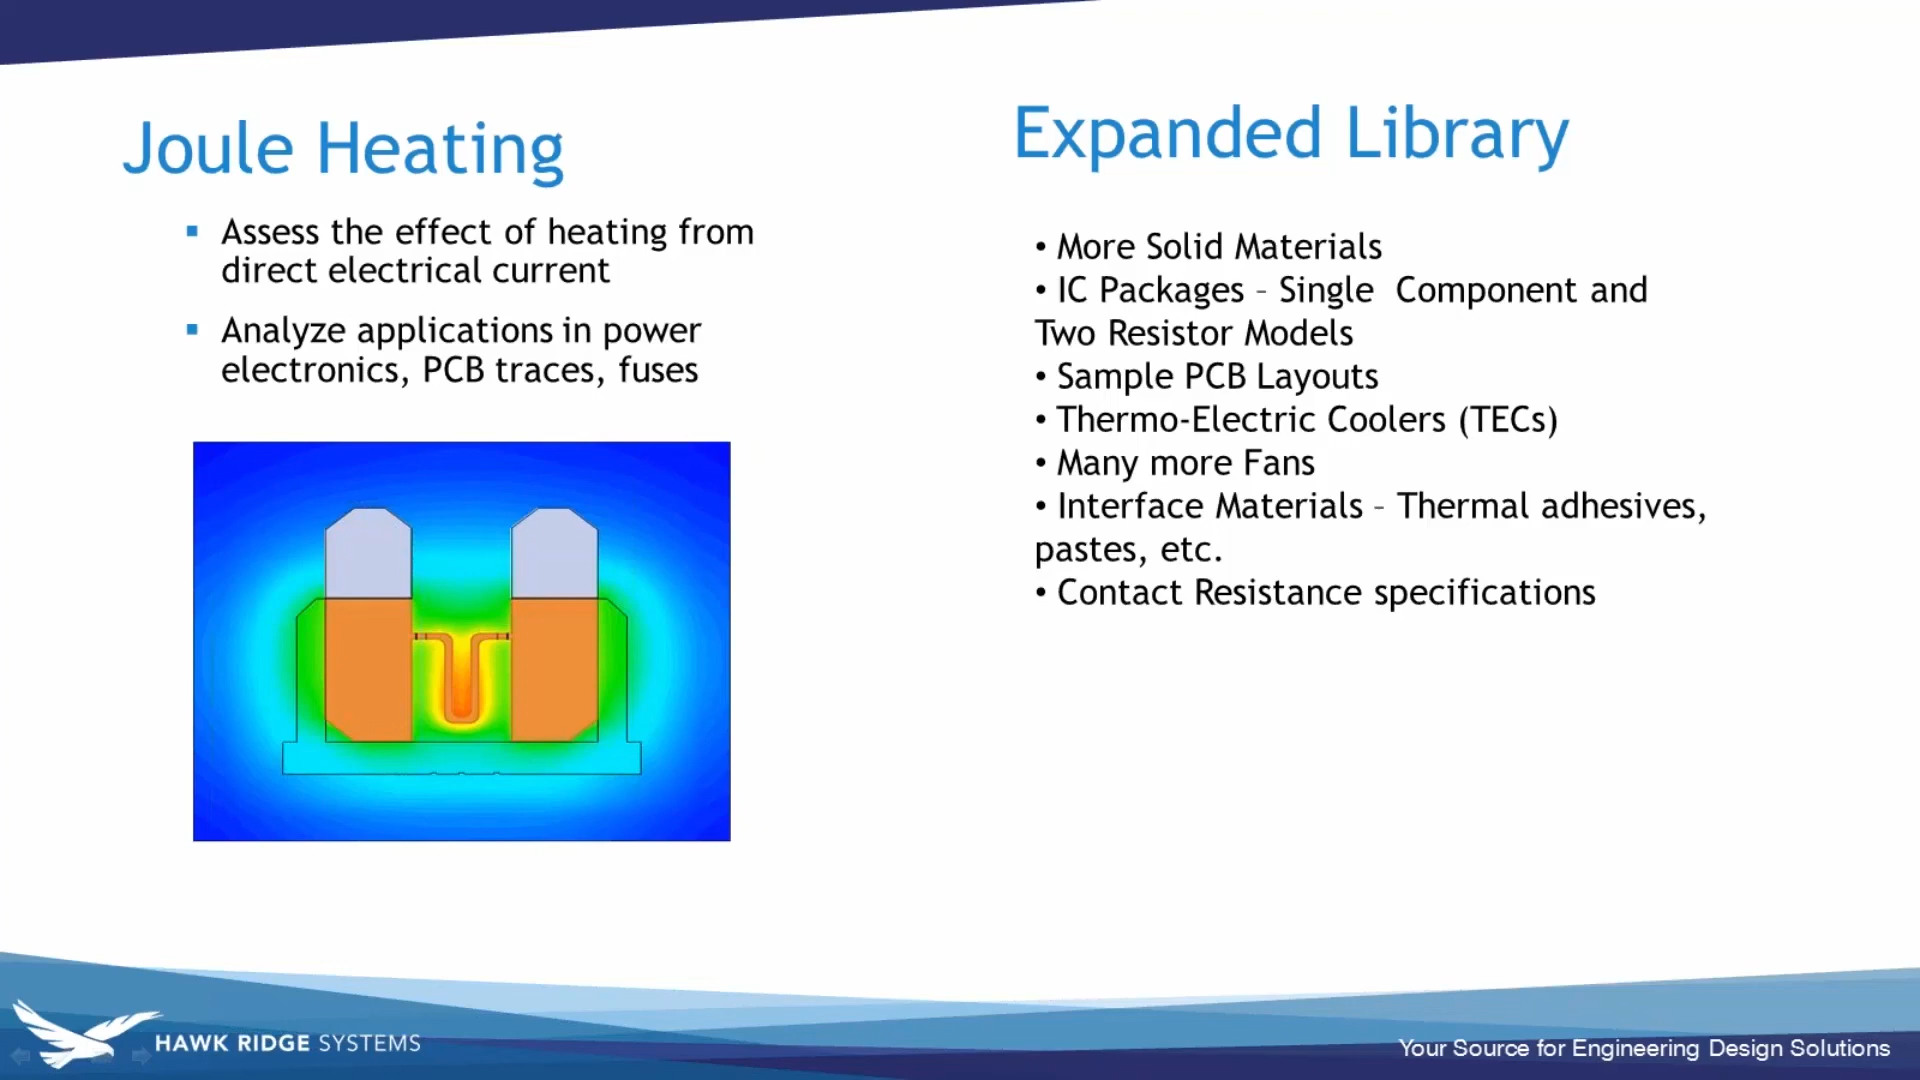 Joule Heating
▪ Assess the effect of heating from
direct electrical current
▪ Analyze applications in power
electronics, PCB traces, fuses
Expanded Library
• More Solid Materials
• IC Packages – Single  Component and
Two Resistor Models
• Sample PCB Layouts
• Thermo-Electric Coolers (TECs)
• Many more Fans
• Interface Materials – Thermal adhesives,
pastes, etc.
• Contact Resistance specifications
HAWK RIDGE SYSTEMS
Your Source for Engineering Design Solutions